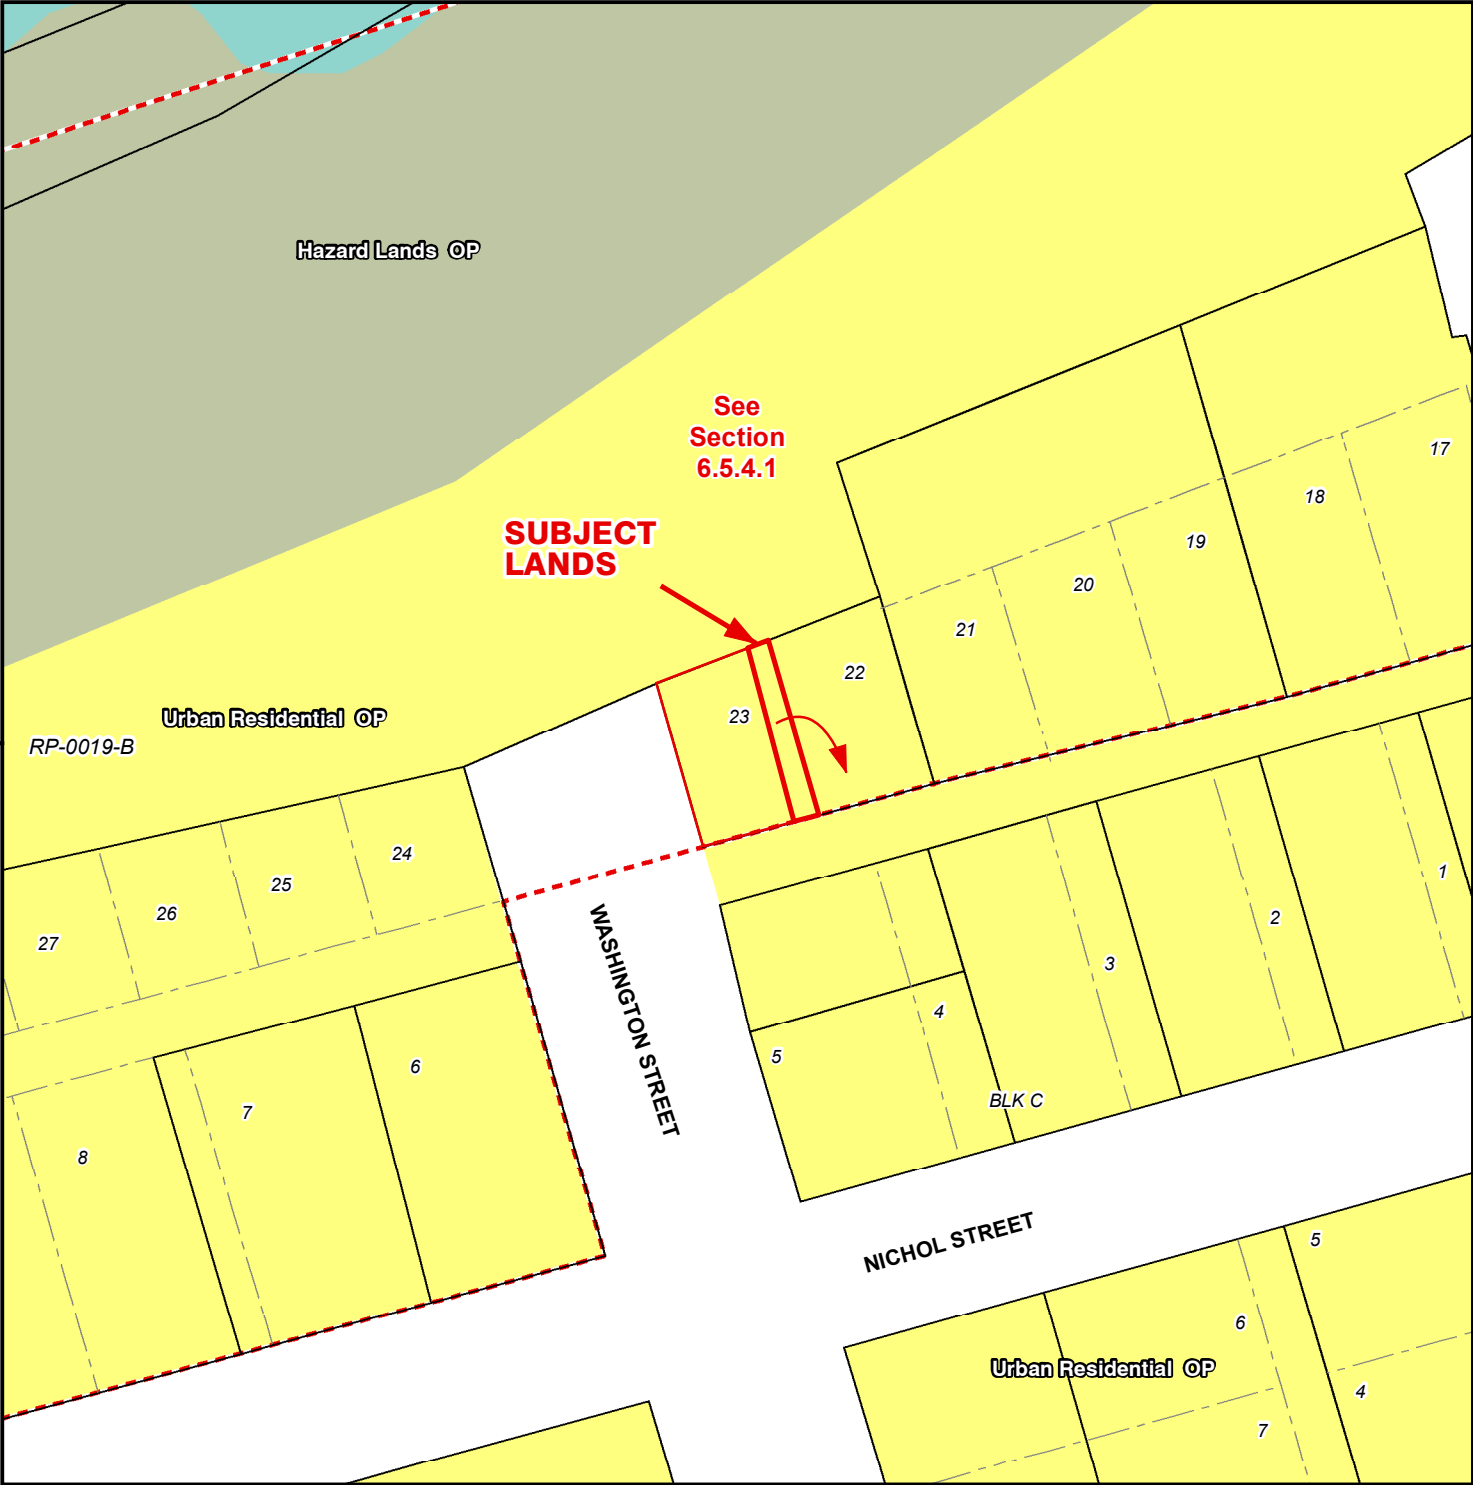 Hazard Lands OP
See
Section
6.5.4.1
SUBJECT
LANDS
17
18
19
20
21
22
23
Urban Residential OP
RP-0019-B
24
25
26
27
1
2
3
4
5
BLK C
WASHINGTON STREET
6
7
8
NICHOL STREET
5
6
Urban Residential OP
4
7